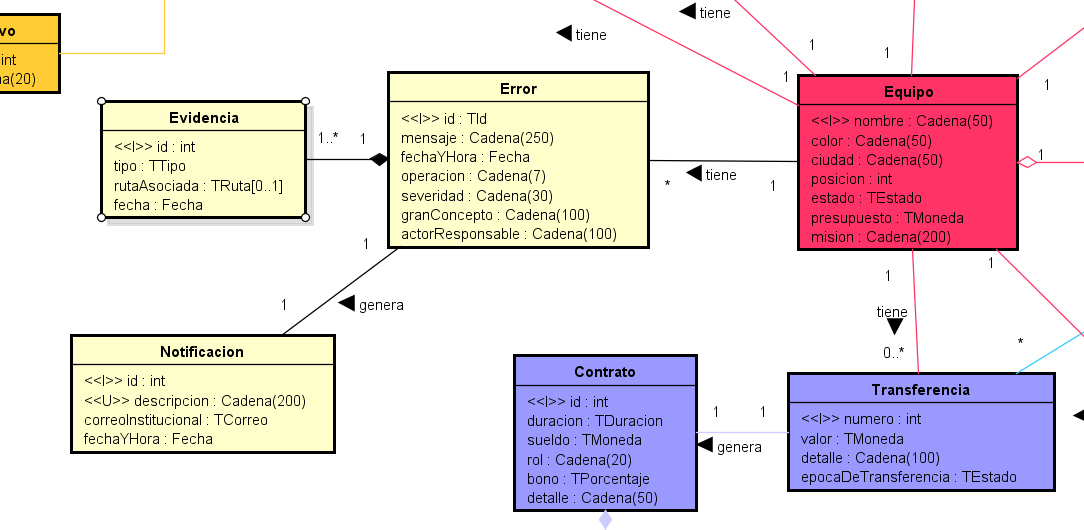 vo
int
na(20)
tiene
tiene
1
1
1
1
Evidencia
<<I>> id : int
tipo : TTipo
rutaAsociada : TRuta[0..1]
fecha : Fecha
1..*
1
Error
<<I>> id : TId
mensaje : Cadena(250)
fechaYHora : Fecha
operacion : Cadena(7)
severidad : Cadena(30)
granConcepto : Cadena(100)
actorResponsable : Cadena(100)
*
tiene
1
Equipo
<<I>> nombre : Cadena(50)
color : Cadena(50)
ciudad : Cadena(50)
posicion : int
estado : TEstado
presupuesto : TMoneda
mision : Cadena(200)
1
1
1
genera
Notificacion
<<I>> id : int
<<U>> descripcion : Cadena(200)
correoInstitucional : TCorreo
fechaYHora : Fecha
1
tiene
0..*
1
*
Contrato
<<I>> id : int
duracion : TDuracion
sueldo : TMoneda
rol : Cadena(20)
bono : TPorcentaje
detalle : Cadena(50)
1
1
genera
Transferencia
<<I>> numero : int
valor : TMoneda
detalle : Cadena(100)
epocaDeTransferencia : TEstado